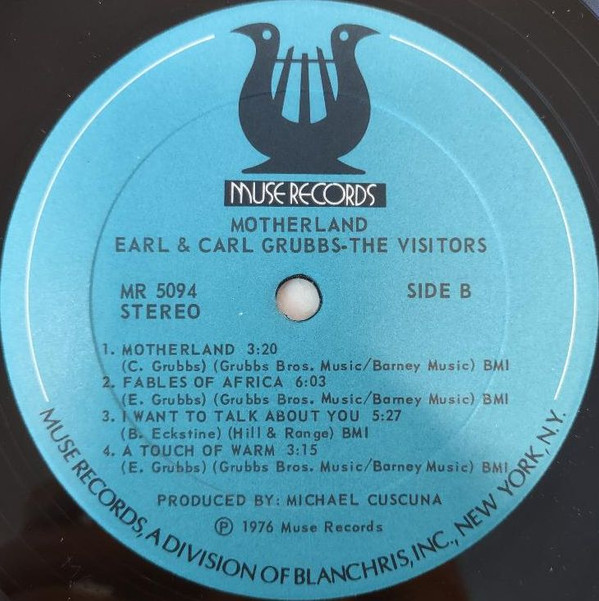 MUSE RECORDS
MOTHERLAND
EARL & CARL GRUBBS-THE VISITORS
MR 5094
STEREO
SIDE B
1. MOTHERLAND 3:20
(C. Grubbs) (Grubbs Bros. Music/Barney Music) BMI
2. FABLES OF AFRICA 6:03
(E. Grubbs) (Grubbs Bros. Music/Barney Music) BMI
3. I WANT TO TALK ABOUT YOU 5:27
(B. Eckstine) (Hill & Range) BMI
4. A TOUCH OF WARM 3:15
(E. Grubbs) (Grubbs Bros. Music/Barney Music) BMI
PRODUCED BY: MICHAEL CUSCUNA
Ⓟ 1976 Muse Records
MUSE RECORDS, A DIVISION OF BLANCHRIS, INC., NEW YORK, N.Y.